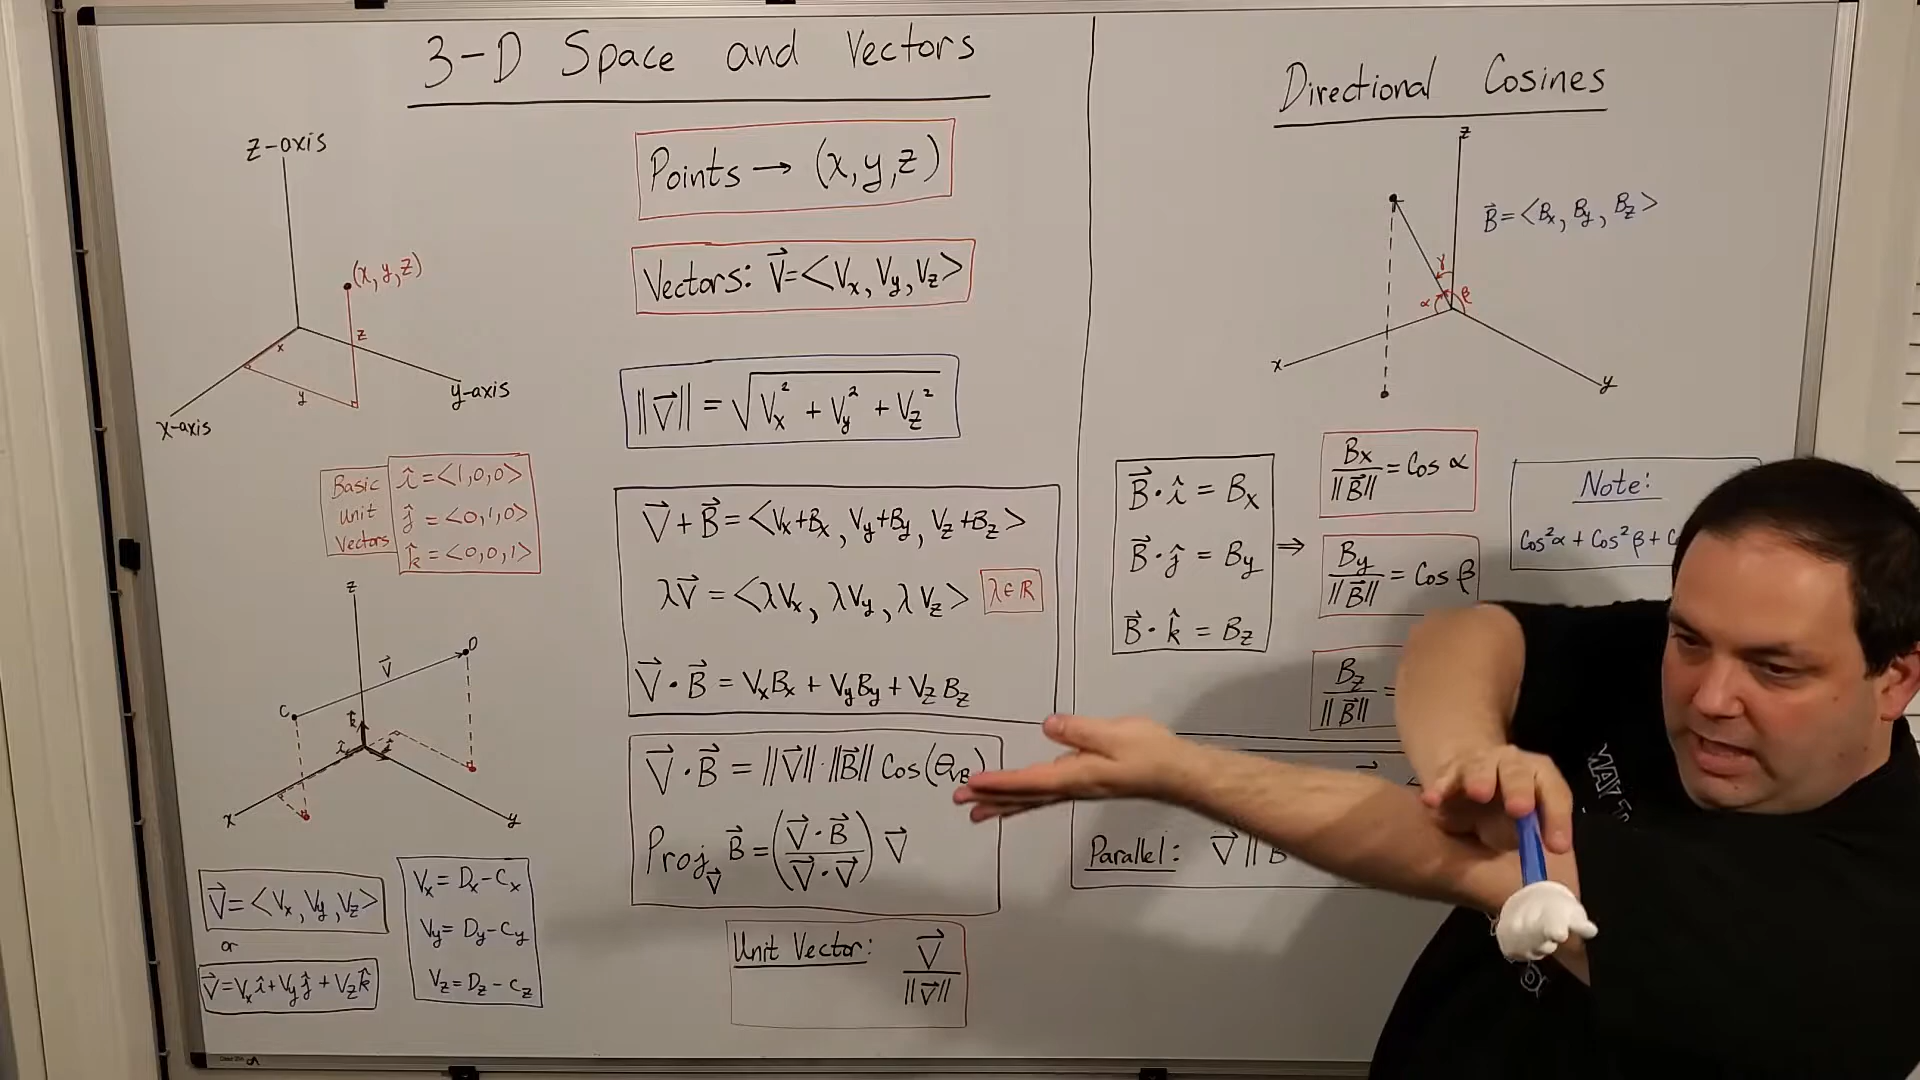 3-D Space and Vectors
z-axis
(x,y,z)
x
y
z
x-axis
y-axis
Basic
Unit
Vectors
î = <1,0,0>
ĵ = <0,1,0>
k̂ = <0,0,1>
z
D
V⃗
C
k̂
î
ĵ
x
y
V⃗ = <Vx, Vy, Vz>
or
V⃗ = Vx î + Vy ĵ + Vz k̂
Vx = Dx - Cx
Vy = Dy - Cy
Vz = Dz - Cz
Points → (x,y,z)
Vectors: V⃗ = <Vx, Vy, Vz>
||V⃗|| = √(Vx² + Vy² + Vz²)
V⃗ + B⃗ = <Vx+Bx, Vy+By, Vz+Bz>
λV⃗ = <λVx, λVy, λVz> λ∈ℝ
V⃗ · B⃗ = VxBx + VyBy + VzBz
V⃗ · B⃗ = ||V⃗|| · ||B⃗|| Cos(θVB)
Proj_V⃗ B⃗ = (V⃗ · B⃗ / V⃗ · V⃗) V⃗
Unit Vector: V⃗ / ||V⃗||
Directional Cosines
z
B⃗ = <Bx, By, Bz>
γ
α
β
x
y
B⃗ · î = Bx
B⃗ · ĵ = By
B⃗ · k̂ = Bz
⇒
Bx / ||B⃗|| = Cos α
By / ||B⃗|| = Cos β
Bz / ||B⃗|| =
Note:
Cos²α + Cos²β + C
Parallel: V⃗ || B